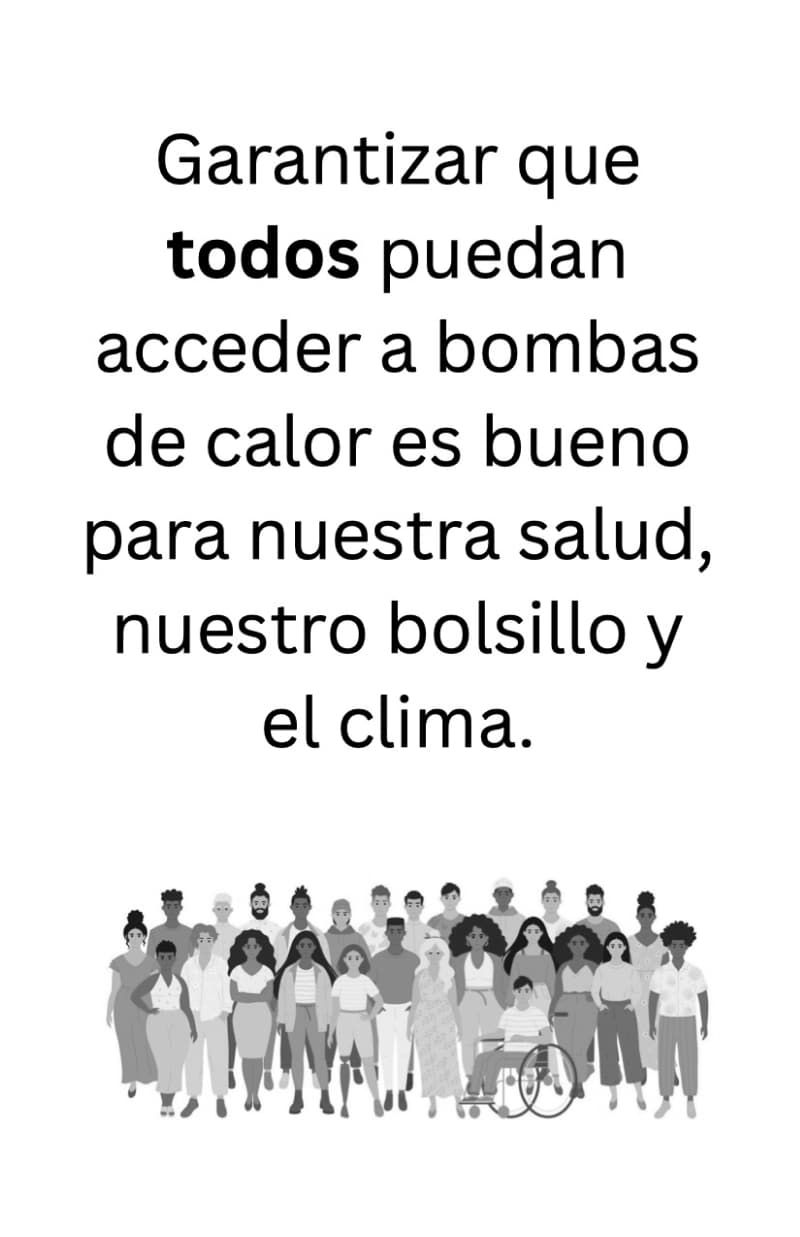 Garantizar que
todos puedan
acceder a bombas
de calor es bueno
para nuestra salud,
nuestro bolsillo y
el clima.